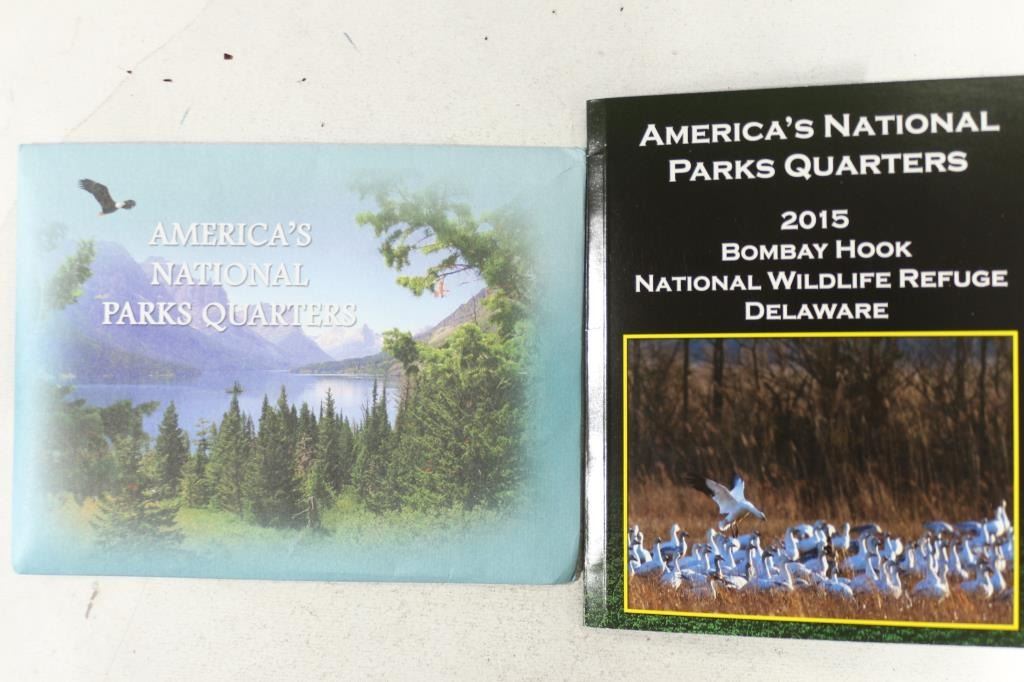 AMERICA'S
NATIONAL
PARKS QUARTERS
AMERICA'S NATIONAL
PARKS QUARTERS
2015
BOMBAY HOOK
NATIONAL WILDLIFE REFUGE
DELAWARE